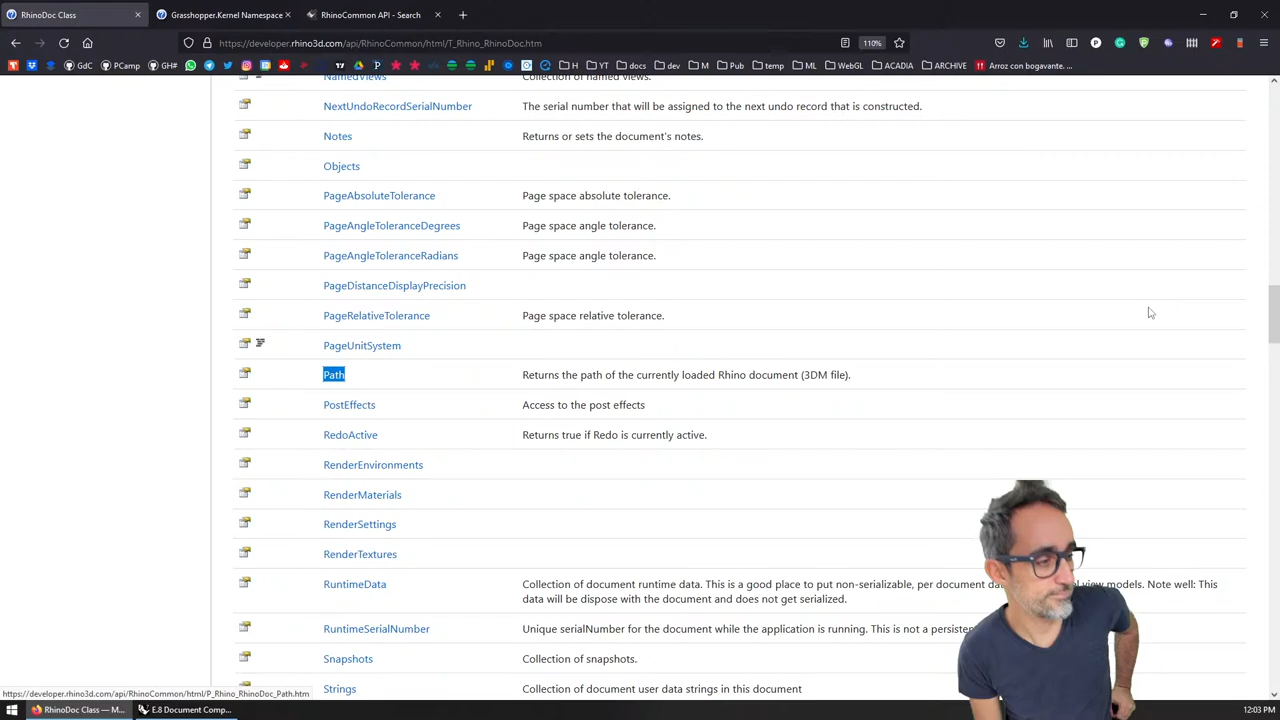 RhinoDoc Class
Grasshopper.Kernel Namespace
RhinoCommon API - Search
https://developer.rhino3d.com/api/RhinoCommon/html/T_Rhino_RhinoDoc.htm
110%
GdC
PCamp
GH#
H
YT
docs
dev
M
Pub
temp
ML
WebGL
ACADIA
ARCHIVE
Arroz con bogavante. ...
NamedViews
Collection of named views.
NextUndoRecordSerialNumber
The serial number that will be assigned to the next undo record that is constructed.
Notes
Returns or sets the document's notes.
Objects
PageAbsoluteTolerance
Page space absolute tolerance.
PageAngleToleranceDegrees
Page space angle tolerance.
PageAngleToleranceRadians
Page space angle tolerance.
PageDistanceDisplayPrecision
PageRelativeTolerance
Page space relative tolerance.
PageUnitSystem
Path
Returns the path of the currently loaded Rhino document (3DM file).
PostEffects
Access to the post effects
RedoActive
Returns true if Redo is currently active.
RenderEnvironments
RenderMaterials
RenderSettings
RenderTextures
RuntimeData
Collection of document runtime data. This is a good place to put non-serializable, per document da view models. Note well: This
data will be dispose with the document and does not get serialized.
RuntimeSerialNumber
Unique serialNumber for the document while the application is running. This is not a persisten
Snapshots
Collection of snapshots.
Strings
Collection of document user data strings in this document
https://developer.rhino3d.com/api/RhinoCommon/html/P_Rhino_RhinoDoc_Path.htm
RhinoDoc Class — M...
E.8 Document Comp...
12:03 PM